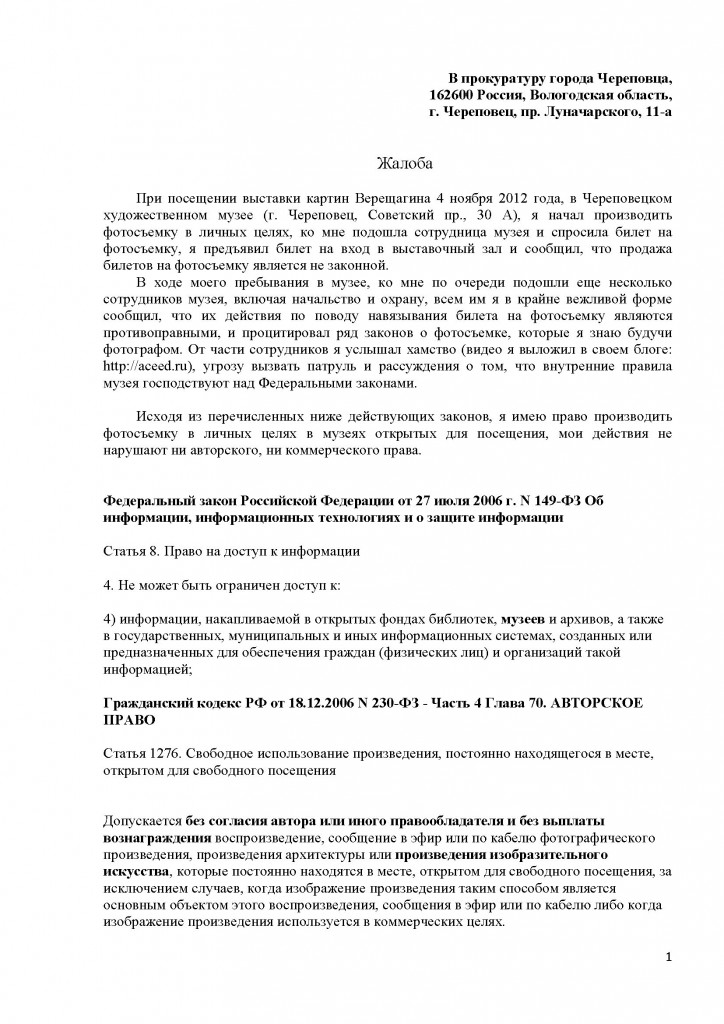 В прокуратуру города Череповца,
162600 Россия, Вологодская область,
г. Череповец, пр. Луначарского, 11-а
Жалоба
При посещении выставки картин Верещагина 4 ноября 2012 года, в Череповецком
художественном музее (г. Череповец, Советский пр., 30 А), я начал производить
фотосъемку в личных целях, ко мне подошла сотрудница музея и спросила билет на
фотосъемку, я предъявил билет на вход в выставочный зал и сообщил, что продажа
билетов на фотосъемку является не законной.
В ходе моего пребывания в музее, ко мне по очереди подошли еще несколько
сотрудников музея, включая начальство и охрану, всем им я в крайне вежливой форме
сообщил, что их действия по поводу навязывания билета на фотосъемку являются
противоправными, и процитировал ряд законов о фотосъемке, которые я знаю будучи
фотографом. От части сотрудников я услышал хамство (видео я выложил в своем блоге:
http://aceed.ru), угрозу вызвать патруль и рассуждения о том, что внутренние правила
музея господствуют над Федеральными законами.
Исходя из перечисленных ниже действующих законов, я имею право производить
фотосъемку в личных целях в музеях открытых для посещения, мои действия не
нарушают ни авторского, ни коммерческого права.
Федеральный закон Российской Федерации от 27 июля 2006 г. N 149-ФЗ Об
информации, информационных технологиях и о защите информации
Статья 8. Право на доступ к информации
4. Не может быть ограничен доступ к:
4) информации, накапливаемой в открытых фондах библиотек, музеев и архивов, а также
в государственных, муниципальных и иных информационных системах, созданных или
предназначенных для обеспечения граждан (физических лиц) и организаций такой
информацией;
Гражданский кодекс РФ от 18.12.2006 N 230-ФЗ - Часть 4 Глава 70. АВТОРСКОЕ
ПРАВО
Статья 1276. Свободное использование произведения, постоянно находящегося в месте,
открытом для свободного посещения
Допускается без согласия автора или иного правообладателя и без выплаты
вознаграждения воспроизведение, сообщение в эфир или по кабелю фотографического
произведения, произведения архитектуры или произведения изобразительного
искусства, которые постоянно находятся в месте, открытом для свободного посещения, за
исключением случаев, когда изображение произведения таким способом является
основным объектом этого воспроизведения, сообщения в эфир или по кабелю либо когда
изображение произведения используется в коммерческих целях.
1